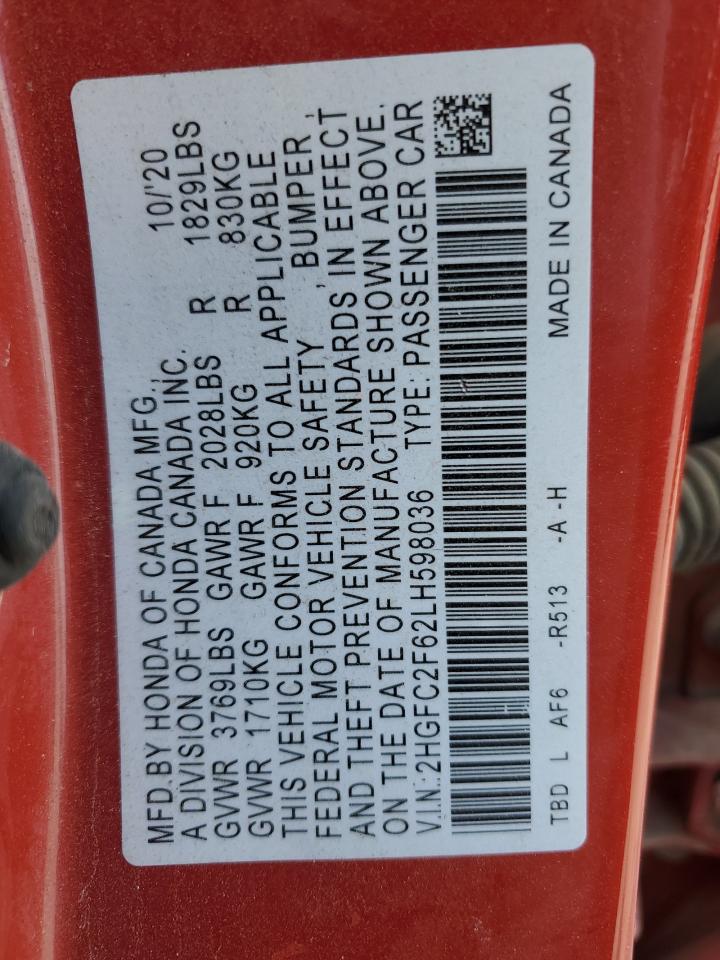 MFD.BY HONDA OF CANADA MFG., 10/'20
A DIVISION OF HONDA CANADA INC.
GVWR 3769LBS GAWR F 2028LBS R 1829LBS
GVWR 1710KG GAWR F 920KG R 830KG
THIS VEHICLE CONFORMS TO ALL APPLICABLE
FEDERAL MOTOR VEHICLE SAFETY , BUMPER ,
AND THEFT PREVENTION STANDARDS IN EFFECT
ON THE DATE OF MANUFACTURE SHOWN ABOVE.
V.I.N.:2HGFC2F62LH598036 TYPE: PASSENGER CAR
TBD L AF6 -R513 -A -H MADE IN CANADA